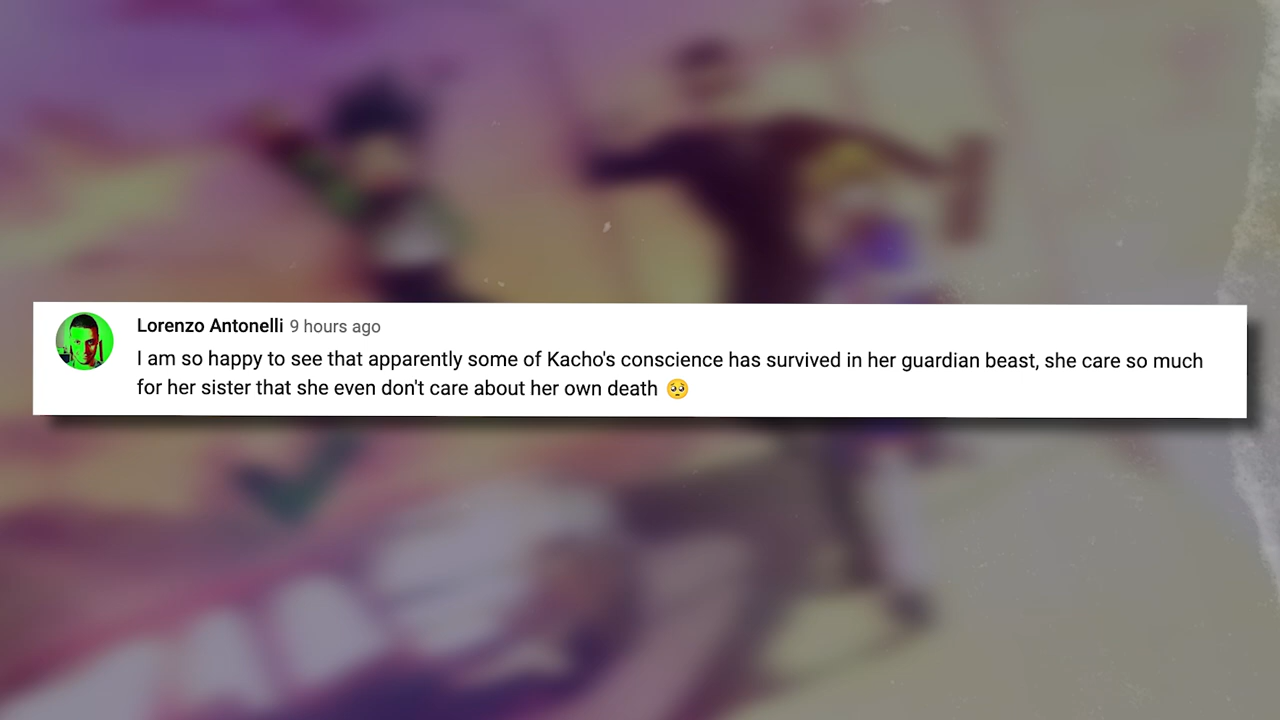 Lorenzo Antonelli 9 hours ago
I am so happy to see that apparently some of Kacho's conscience has survived in her guardian beast, she care so much
for her sister that she even don't care about her own death 🥺